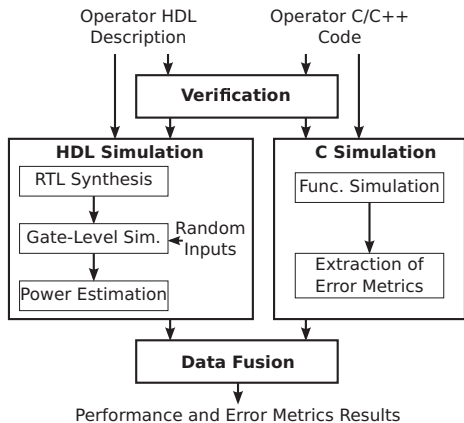 Operator HDL
Description
Operator C/C++
Code
Verification
HDL Simulation
RTL Synthesis
Gate-Level Sim.
Random
Inputs
Power Estimation
C Simulation
Func. Simulation
Extraction of
Error Metrics
Data Fusion
Performance and Error Metrics Results